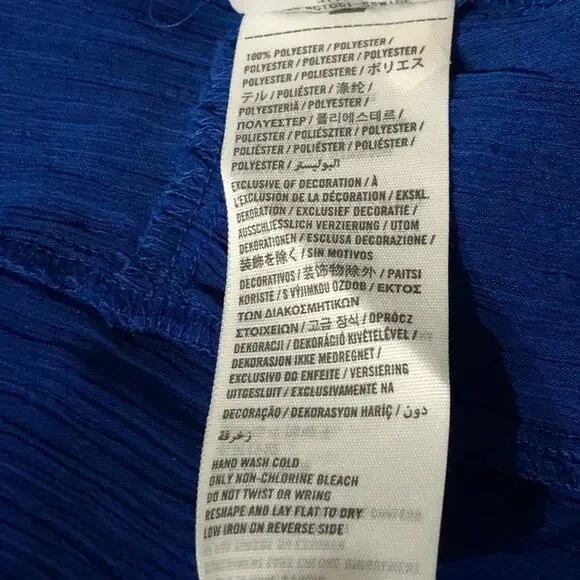 100% POLYESTER / POLYESTER /
POLYESTER / POLYESTER / POLYESTER /
POLYESTER / POLIESTERE / ポリエス
テル / POLIÉSTER / 涤纶 /
POLYESTERIÄ / POLYESTER /
ΠΟΛΥΕΣΤΕΡ / 폴리에스테르 /
POLIESTER / POLIÉSZTER / POLYESTER /
POLIÉSTER / POLIÉSTER / POLIÉSTER /
POLYESTER / البوليستر
EXCLUSIVE OF DECORATION / À
L'EXCLUSION DE LA DÉCORATION / EKSKL.
DEKORATION / EXCLUSIEF DECORATIE /
AUSSCHLIESSLICH VERZIERUNG / UTOM
DEKORATIONEN / ESCLUSA DECORAZIONE /
装飾を除く / SIN MOTIVOS
DECORATIVOS / 装饰物除外 / PAITSI
KORISTE / S VÝJIMKOU OZDOB / ΕΚΤΟΣ
ΤΩΝ ΔΙΑΚΟΣΜΗΤΙΚΩΝ
ΣΤΟΙΧΕΙΩΝ / 고급 장식 / OPRÓCZ
DEKORACJI / DEKORÁCIÓ KIVÉTELÉVEL /
DEKORASJON IKKE MEDREGNET /
EXCLUSIVO DO ENFEITE / VERSIERING
UITGESLUIT / EXCLUSIVAMENTE NA
DECORAÇÃO / DEKORASYON HARİÇ / دون
زخرفة
HAND WASH COLD
ONLY NON-CHLORINE BLEACH
DO NOT TWIST OR WRING
RESHAPE AND LAY FLAT TO DRY
LOW IRON ON REVERSE SIDE